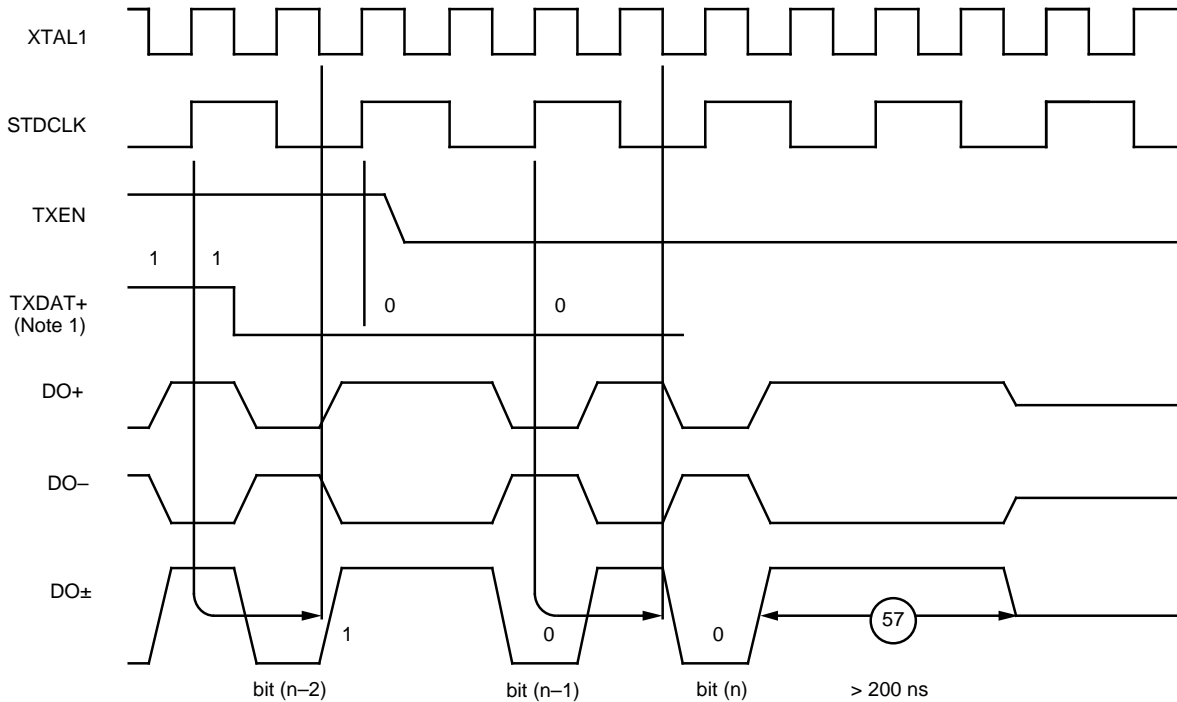 XTAL1
STDCLK
TXEN
1 1
TXDAT+
(Note 1)
0 0
DO+
DO–
DO±
1 0 0 57
bit (n–2) bit (n–1) bit (n) > 200 ns